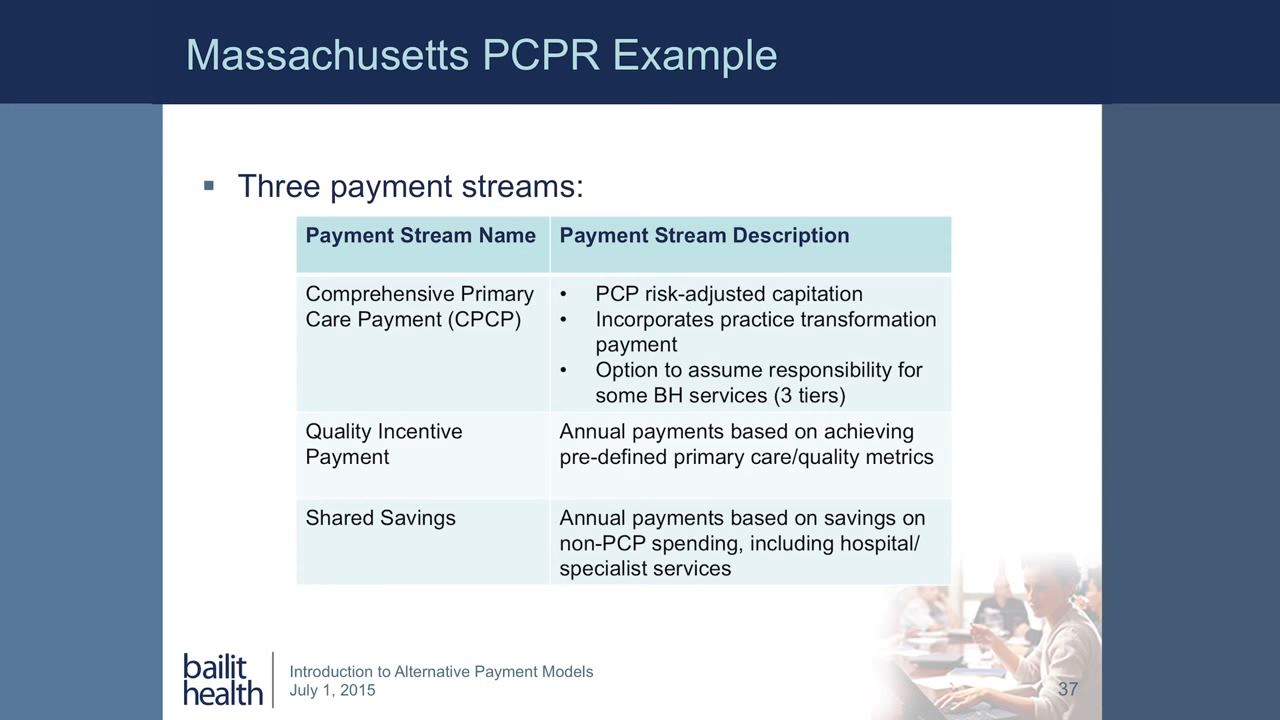 Massachusetts PCPR Example
▪ Three payment streams:
Payment Stream Name
Payment Stream Description
Comprehensive Primary
Care Payment (CPCP)
• PCP risk-adjusted capitation
• Incorporates practice transformation
payment
• Option to assume responsibility for
some BH services (3 tiers)
Quality Incentive
Payment
Annual payments based on achieving
pre-defined primary care/quality metrics
Shared Savings
Annual payments based on savings on
non-PCP spending, including hospital/
specialist services
bailit
health
Introduction to Alternative Payment Models
July 1, 2015
37